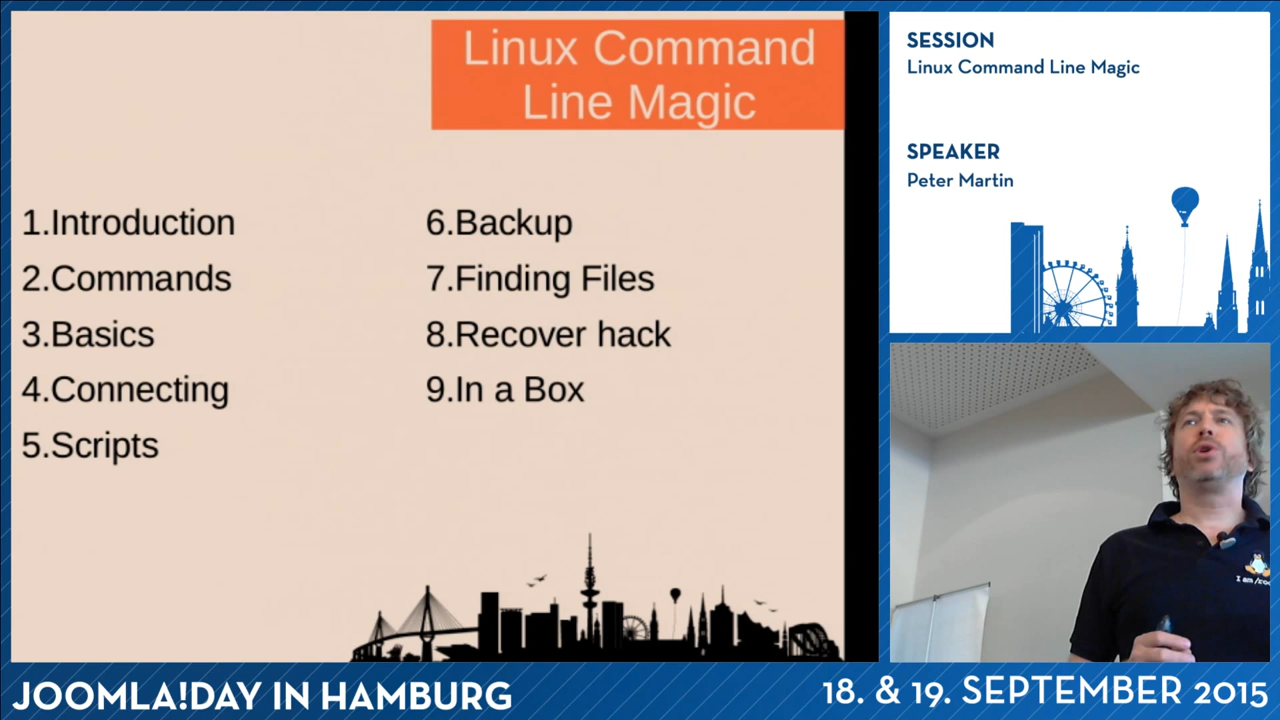 Linux Command
Line Magic
1.Introduction
2.Commands
3.Basics
4.Connecting
5.Scripts
6.Backup
7.Finding Files
8.Recover hack
9.In a Box
SESSION
Linux Command Line Magic
SPEAKER
Peter Martin
I am /
JOOMLA!DAY IN HAMBURG
18. & 19. SEPTEMBER 2015